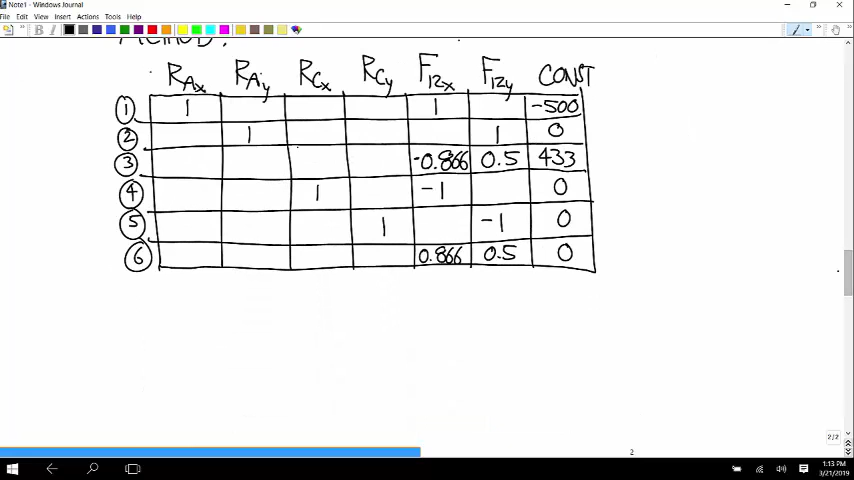 Note1 - Windows Journal
File Edit View Insert Actions Tools Help
B
METHOD:
RAx RAy RCx RCy F12x F12y CONST
1 1 1 -500
2 1 1 0
3 -0.866 0.5 433
4 1 -1 0
5 1 -1 0
6 0.866 0.5 0
2/2
2
1:13 PM
3/21/2019